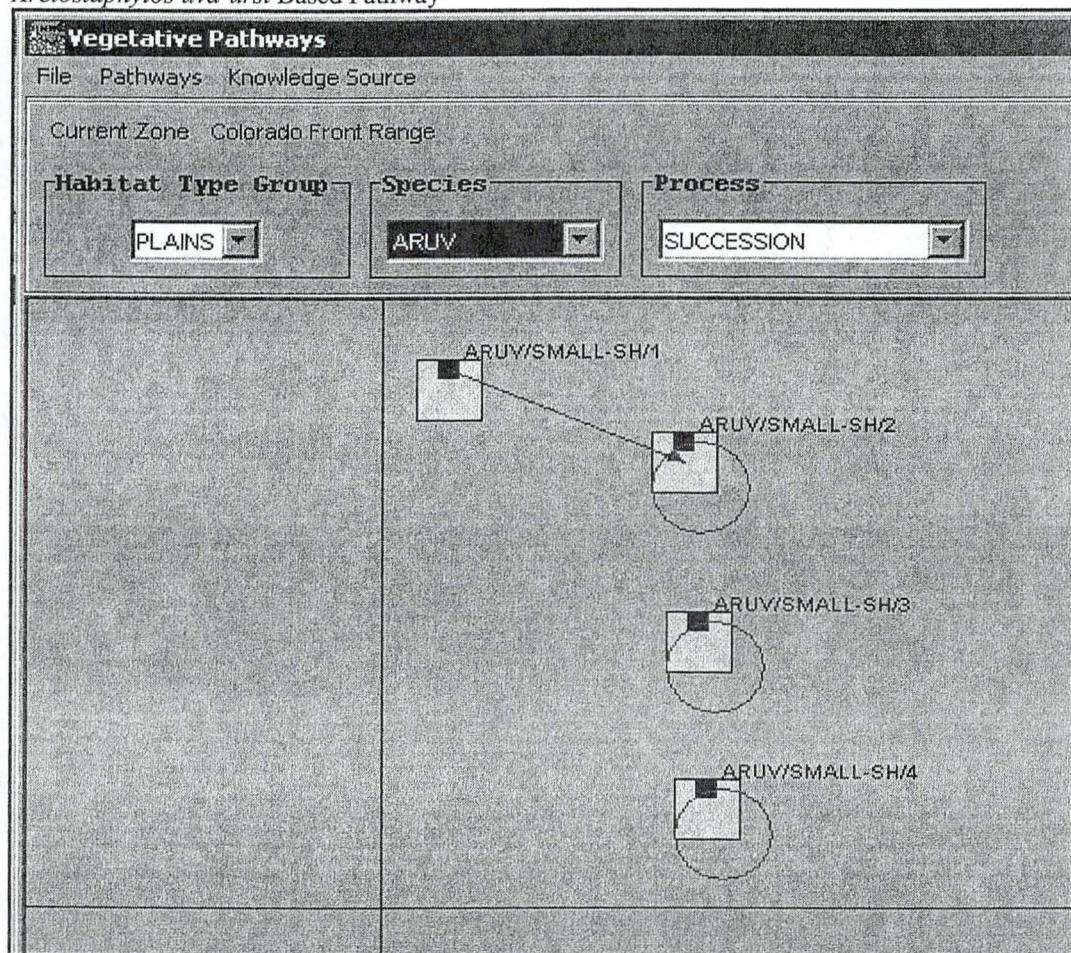 Arctostaphylos uva-ursi Based Pathway
Vegetative Pathways
File Pathways Knowledge Source
Current Zone Colorado Front Range
Habitat Type Group Species Process
PLAINS ARUV SUCCESSION
ARUV/SMALL-SH/1
ARUV/SMALL-SH/2
ARUV/SMALL-SH/3
ARUV/SMALL-SH/4